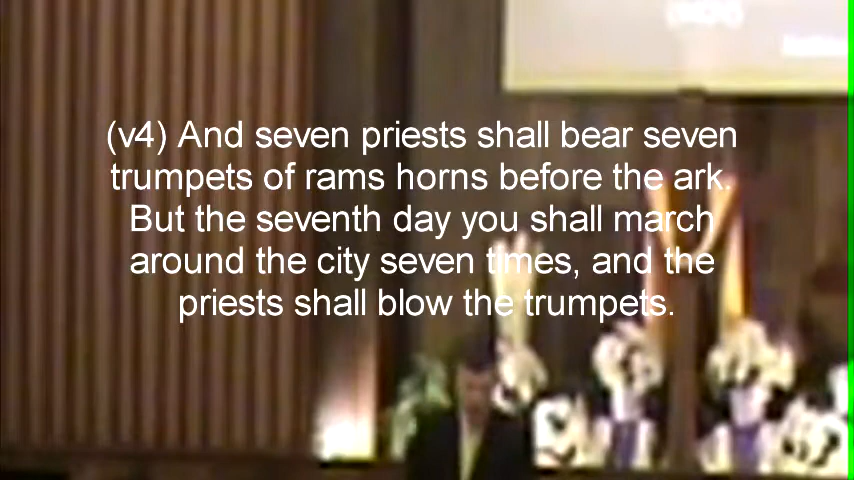 (v4) And seven priests shall bear seven
trumpets of rams horns before the ark.
But the seventh day you shall march
around the city seven times, and the
priests shall blow the trumpets.